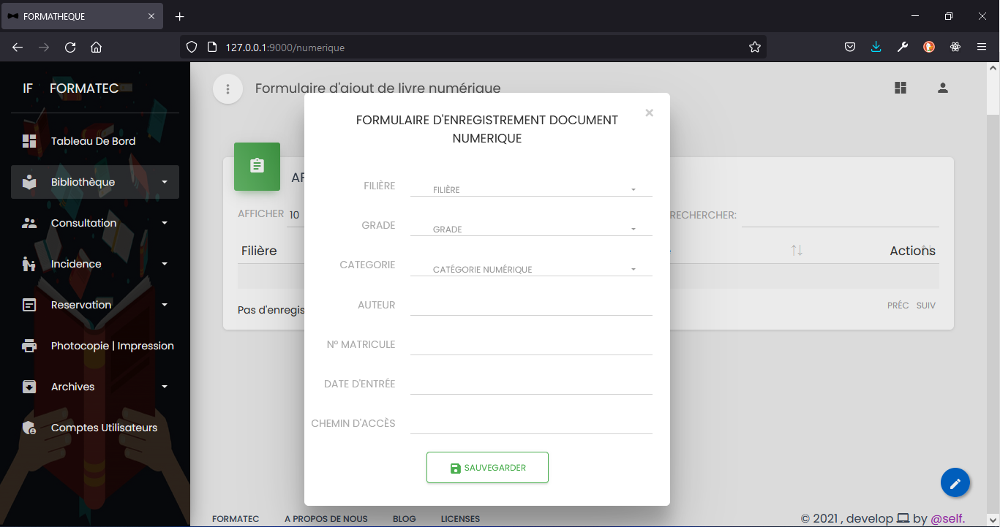 FORMATHEQUE
127.0.0.1:9000/numerique
IF FORMATEC
Tableau De Bord
Bibliothèque
Consultation
Incidence
Reservation
Photocopie | Impression
Archives
Comptes Utilisateurs
Formulaire d'ajout de livre numérique
AFFICHER 10
RECHERCHER:
Filière
Actions
Pas d'enregis
PRÉC SUIV
FORMULAIRE D'ENREGISTREMENT DOCUMENT
NUMERIQUE
×
FILIÈRE FILIÈRE
GRADE GRADE
CATEGORIE CATÉGORIE NUMÉRIQUE
AUTEUR
N° MATRICULE
DATE D'ENTRÉE
CHEMIN D'ACCÈS
SAUVEGARDER
FORMATEC A PROPOS DE NOUS BLOG LICENSES
© 2021 , develop by @self.